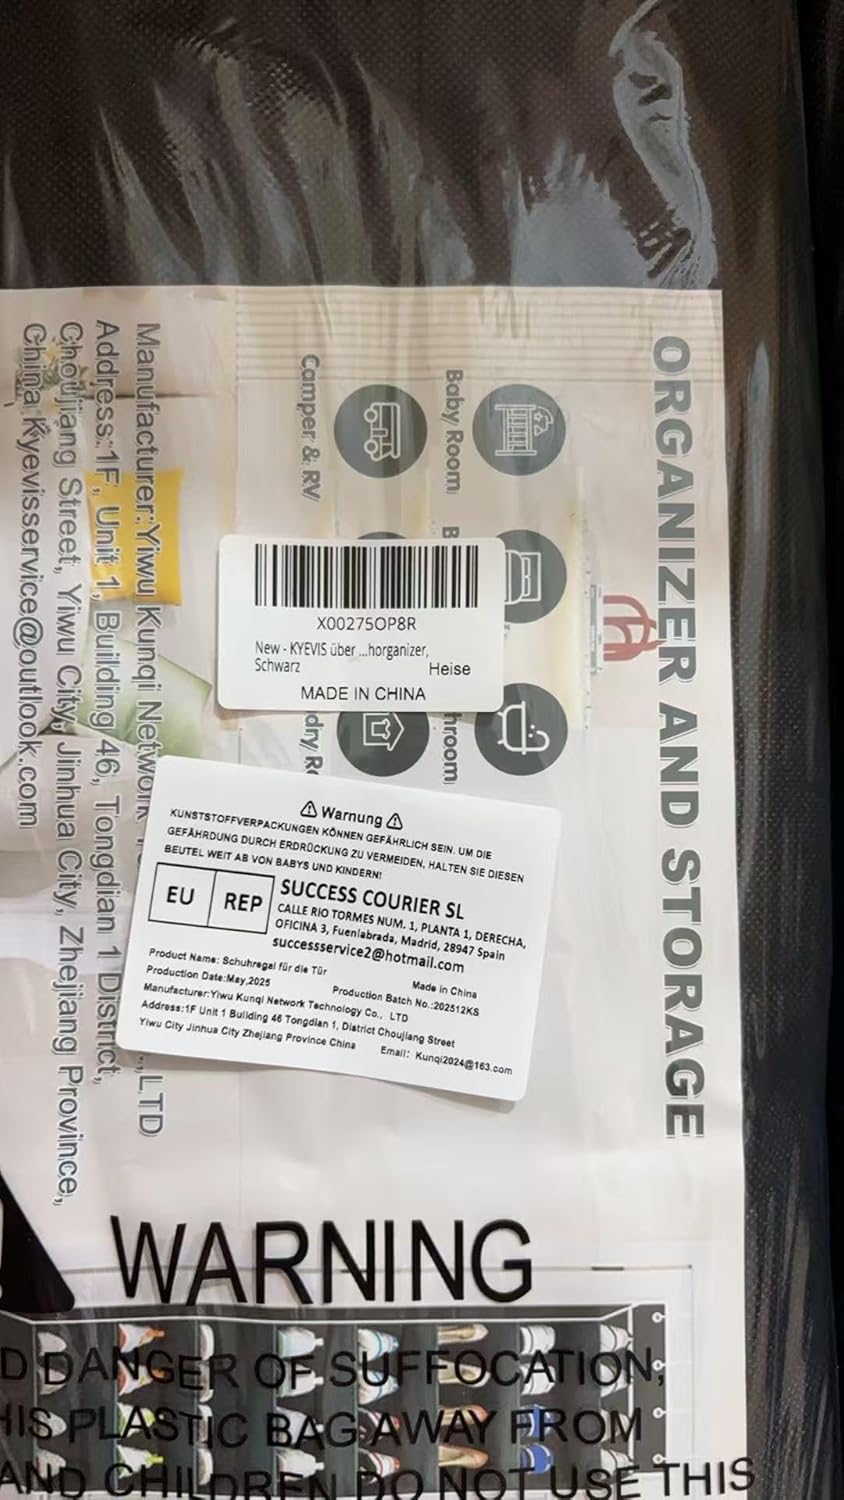 ORGANIZER AND STORAGE
Baby Room
Camper & RV
X00275OP8R
New - KYEVIS über ...horganizer,
Schwarz
Heise
MADE IN CHINA
Manufacturer:Yiwu Kunqi Network
.,LTD
Address:1F, Unit 1, Building 46, Tongdian 1 District,
Choujiang Street, Yiwu City, Jinhua City, Zhejiang Province,
China Kyevisservice@outlook.com
⚠ Warnung ⚠
KUNSTSTOFFVERPACKUNGEN KÖNNEN GEFÄHRLICH SEIN. UM DIE
GEFÄHRDUNG DURCH ERDRÜCKUNG ZU VERMEIDEN, HALTEN SIE DIESEN
BEUTEL WEIT AB VON BABYS UND KINDERN!
EU REP
SUCCESS COURIER SL
CALLE RIO TORMES NUM. 1, PLANTA 1, DERECHA,
OFICINA 3, Fuenlabrada, Madrid, 28947 Spain
successservice2@hotmail.com
Product Name: Schuhregal für die Tür
Made in China
Production Date:May,2025
Production Batch No.:202512KS
Manufacturer:Yiwu Kunqi Network Technology Co., LTD
Address:1F Unit 1 Building 46 Tongdian 1, District Choujiang Street
Yiwu City Jinhua City Zhejiang Province China
Email: Kunqi2024@163.com
WARNING
DANGER OF SUFFOCATION,
PLASTIC BAG AWAY FROM
AND CHILDREN DO NOT USE THIS